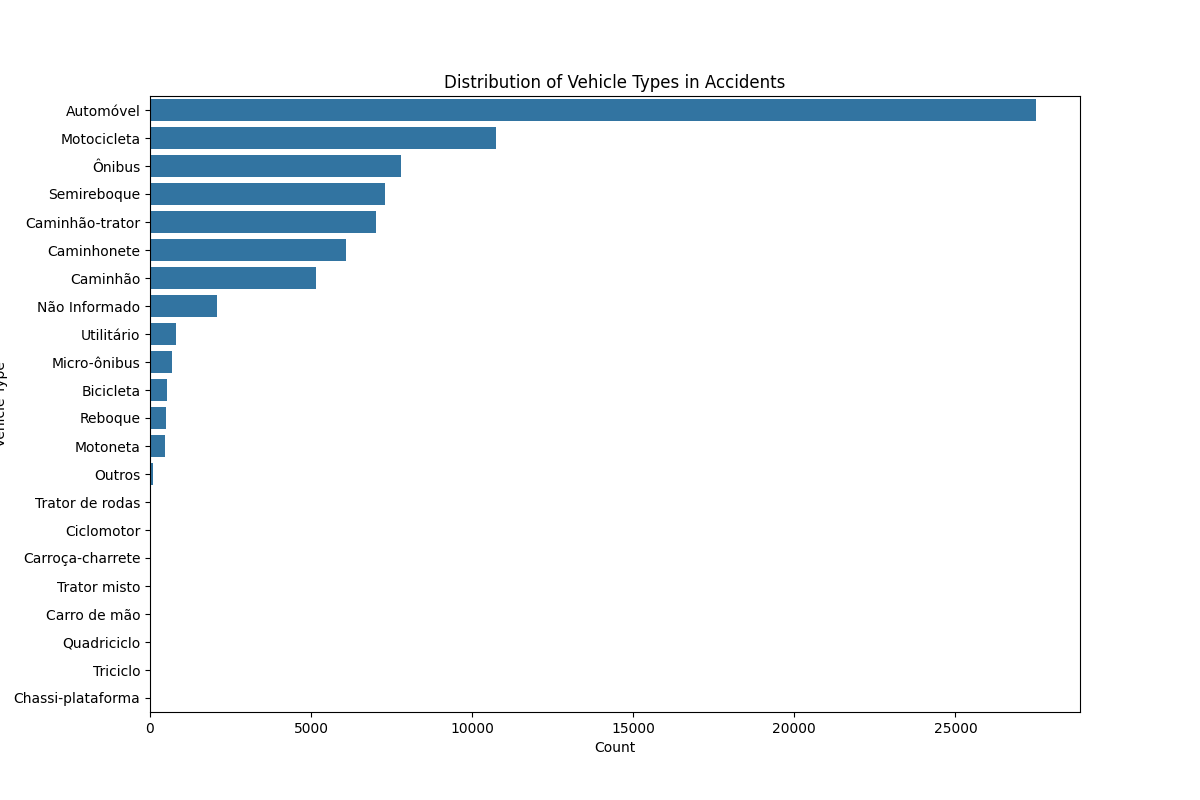 Distribution of Vehicle Types in Accidents
Automóvel
Motocicleta
Ônibus
Semireboque
Caminhão-trator
Caminhonete
Caminhão
Não Informado
Utilitário
Micro-ônibus
Bicicleta
Reboque
Motoneta
Outros
Trator de rodas
Ciclomotor
Carroça-charrete
Trator misto
Carro de mão
Quadriciclo
Triciclo
Chassi-plataforma
Vehicle Type
0 5000 10000 15000 20000 25000
Count